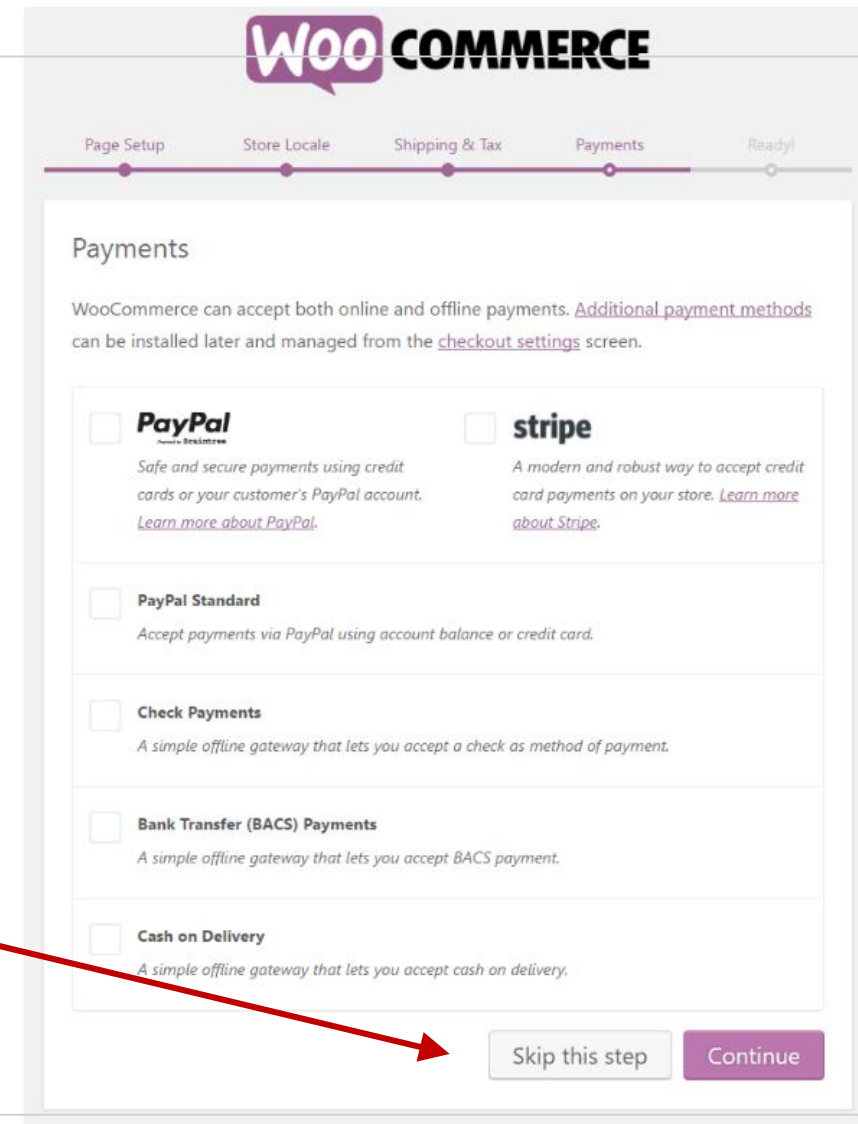 WOO COMMERCE
Page Setup Store Locale Shipping & Tax Payments Ready!
Payments
WooCommerce can accept both online and offline payments. Additional payment methods
can be installed later and managed from the checkout settings screen.
PayPal
Powered by Braintree
Safe and secure payments using credit
cards or your customer's PayPal account.
Learn more about PayPal.
stripe
A modern and robust way to accept credit
card payments on your store. Learn more
about Stripe.
PayPal Standard
Accept payments via PayPal using account balance or credit card.
Check Payments
A simple offline gateway that lets you accept a check as method of payment.
Bank Transfer (BACS) Payments
A simple offline gateway that lets you accept BACS payment.
Cash on Delivery
A simple offline gateway that lets you accept cash on delivery.
Skip this step Continue